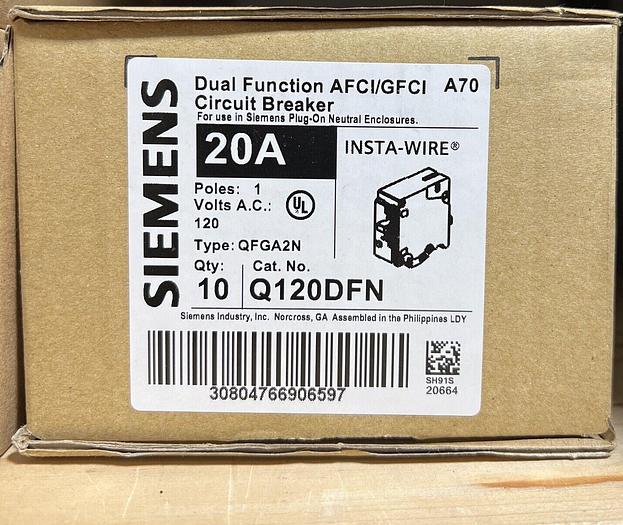 SIEMENS
Dual Function AFCI/GFCI A70
Circuit Breaker
For use in Siemens Plug-On Neutral Enclosures.
20A
INSTA-WIRE®
Poles: 1
Volts A.C.:
120
UL
Type: QFGA2N
Qty: Cat. No.
10 Q120DFN
Siemens Industry, Inc. Norcross, GA Assembled in the Philippines LDY
30804766906597
SH91S
20664